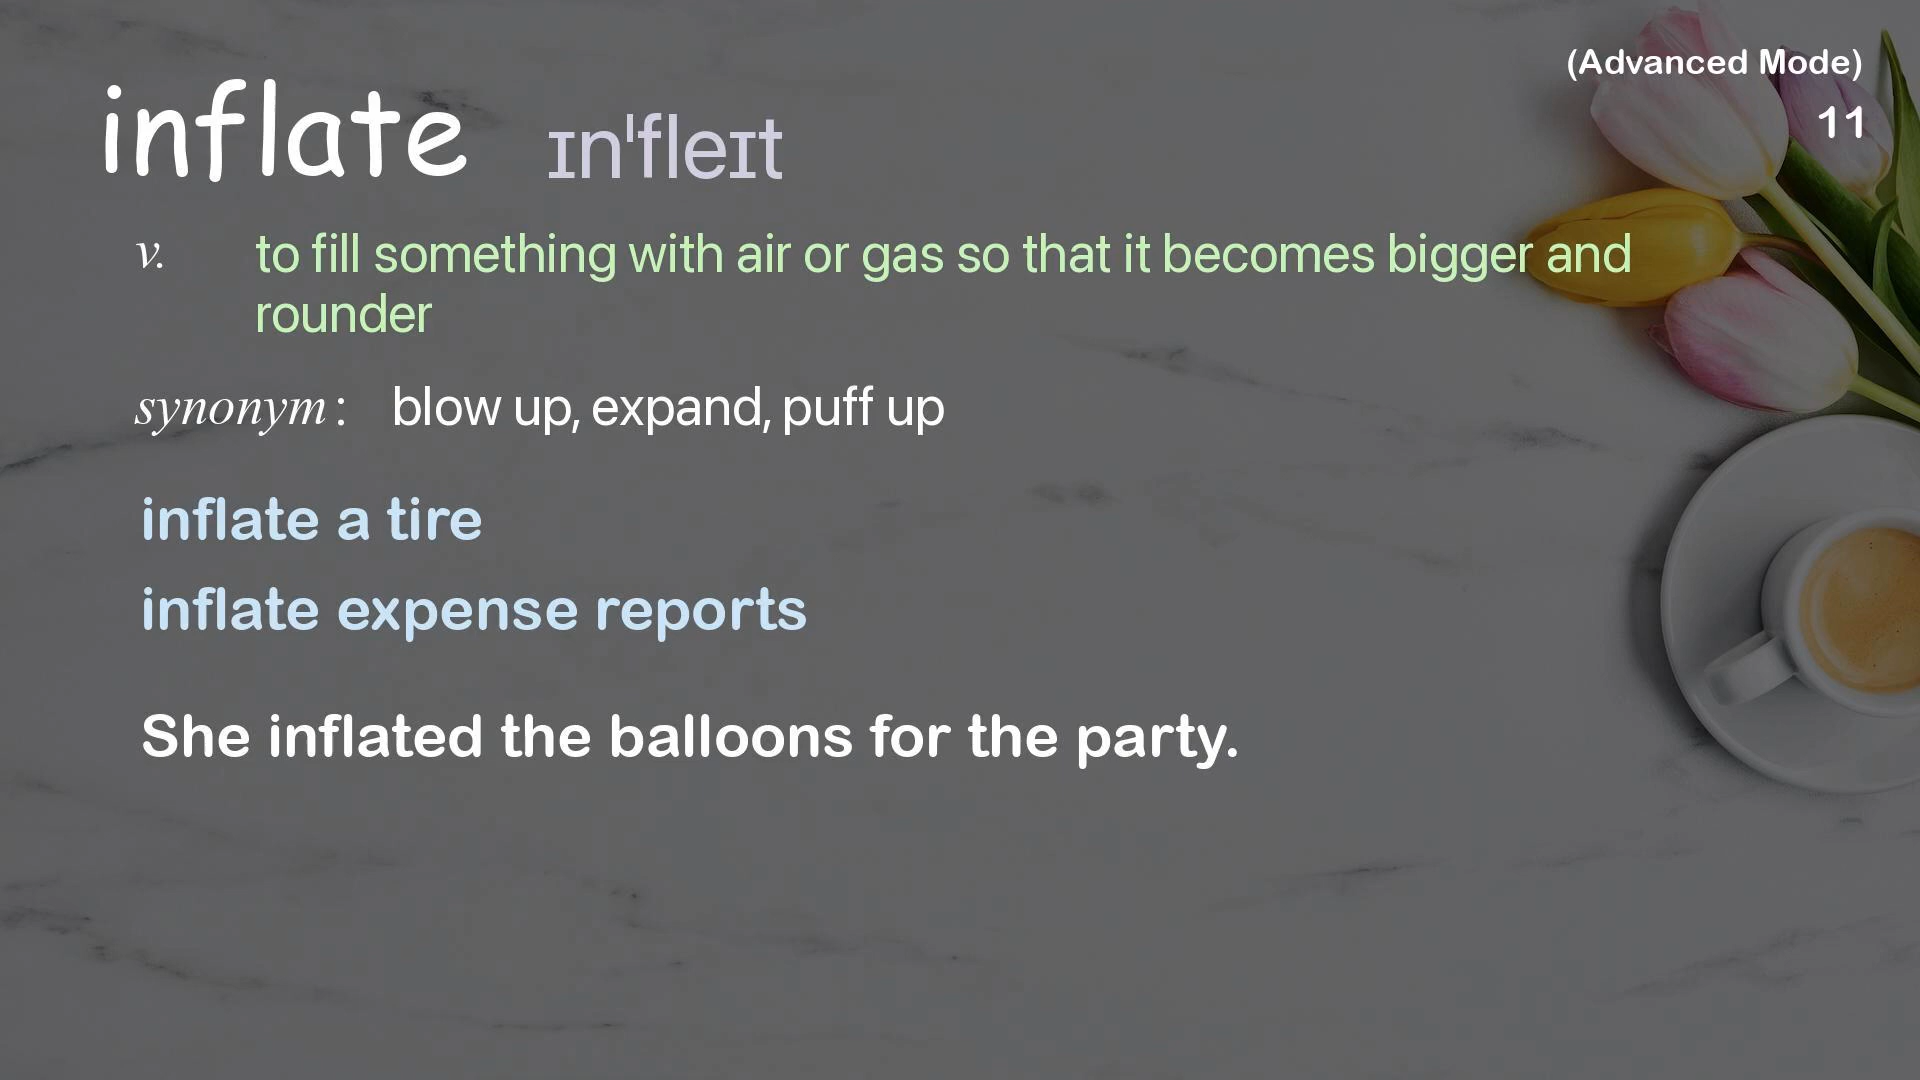 (Advanced Mode)
11
inflate ɪnˈfleɪt
v. to fill something with air or gas so that it becomes bigger and
rounder
synonym: blow up, expand, puff up
inflate a tire
inflate expense reports
She inflated the balloons for the party.